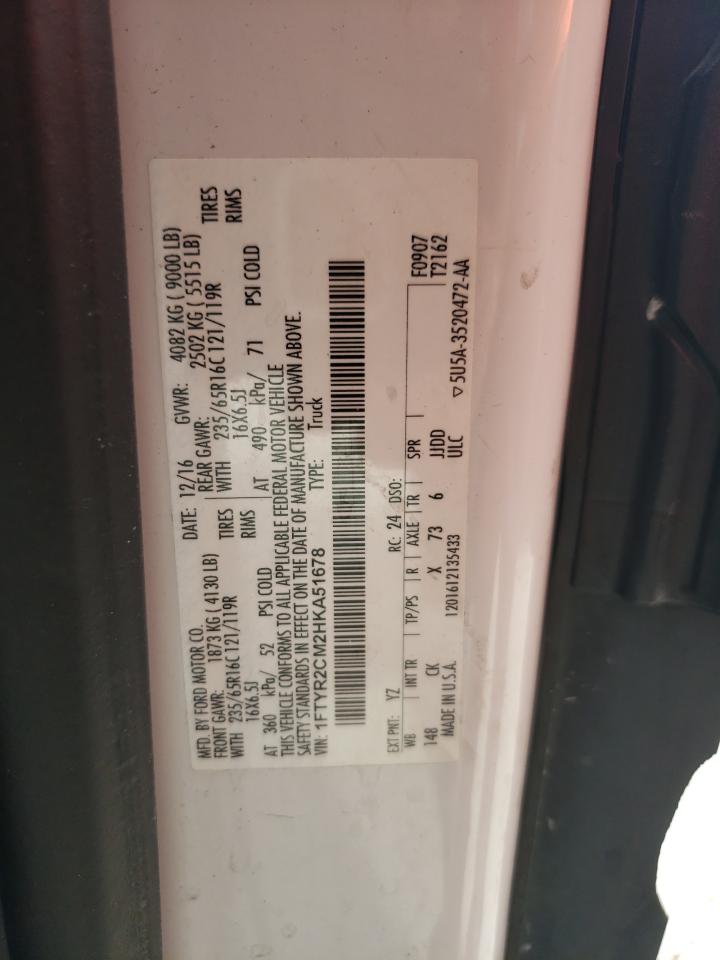 MFD. BY FORD MOTOR CO. DATE: 12/16 GVWR: 4082 KG ( 9000 LB)
FRONT GAWR: 1873 KG ( 4130 LB) REAR GAWR: 2502 KG ( 5515 LB)
WITH 235/65R16C 121/119R TIRES WITH 235/65R16C 121/119R TIRES
16X6.5J RIMS 16X6.5J RIMS
AT 360 kPa/ 52 PSI COLD AT 490 kPa/ 71 PSI COLD
THIS VEHICLE CONFORMS TO ALL APPLICABLE FEDERAL MOTOR VEHICLE
SAFETY STANDARDS IN EFFECT ON THE DATE OF MANUFACTURE SHOWN ABOVE.
VIN: 1FTYR2CM2HKA51678 TYPE: Truck
EXT PNT: YZ RC: 24 DSO: F0907
WB INT TR TP/PS R AXLE TR SPR T2162
148 CK X 73 6 JJDD
MADE IN U.S.A. 1201612135433 ULC ▽5U5A-3520472-AA